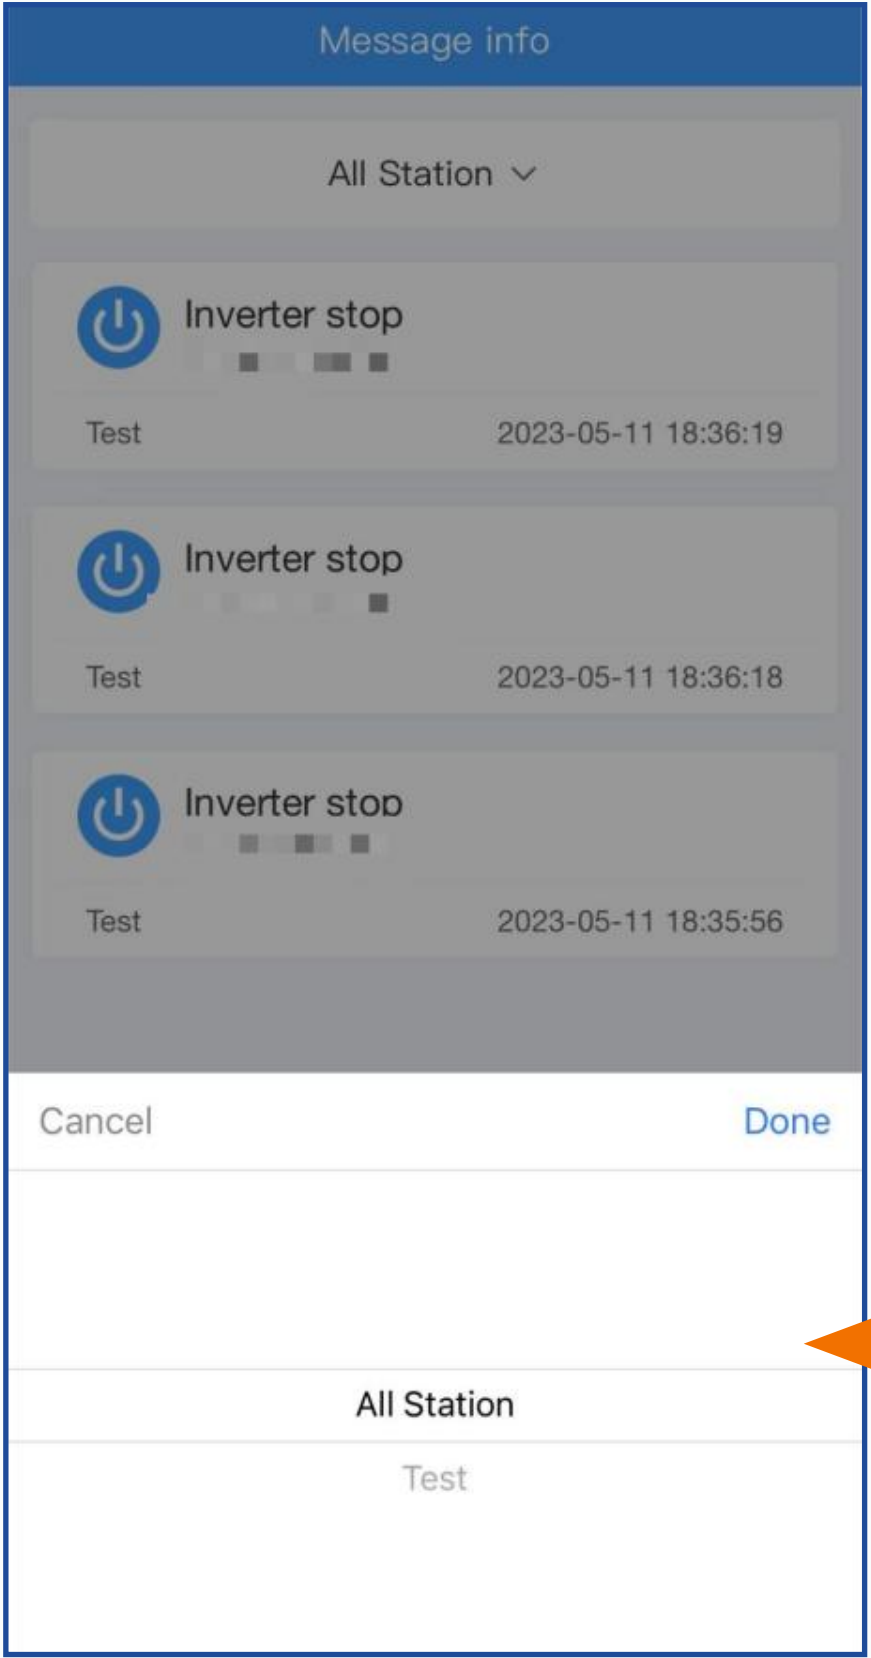 Message info
All Station
Inverter stop
Test 2023-05-11 18:36:19
Inverter stop
Test 2023-05-11 18:36:18
Inverter stop
Test 2023-05-11 18:35:56
Cancel Done
All Station
Test